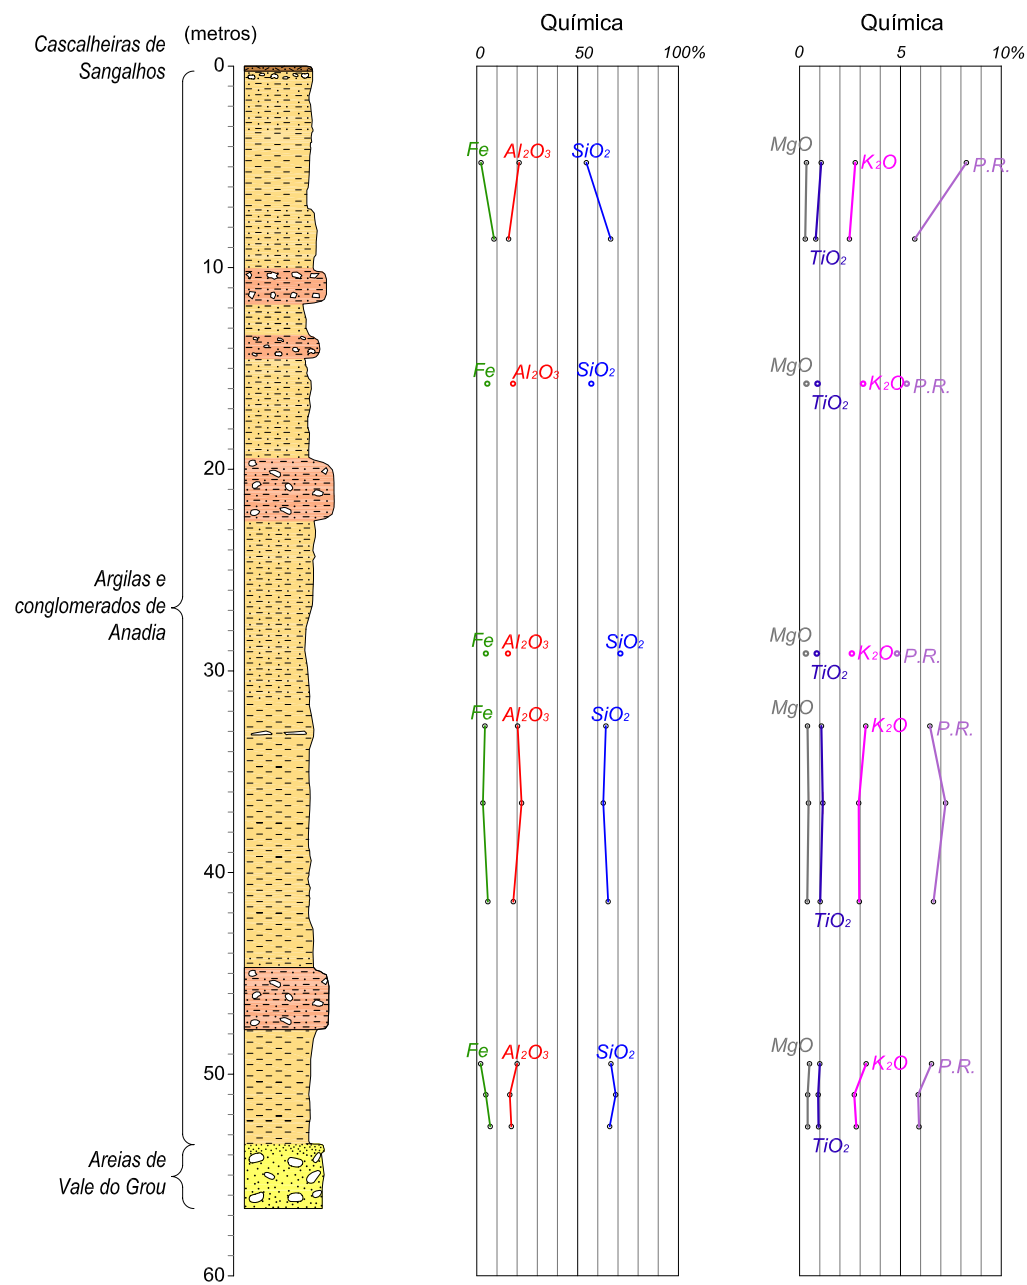 Química
Química
Cascalheiras de
Sangalhos
(metros)
0
50
100%
0
5
10%
0
MgO
Fe
Al₂O₃
SiO₂
K₂O
P.R.
TiO₂
10
MgO
Fe
Al₂O₃
SiO₂
K₂O
P.R.
TiO₂
20
Argilas e
conglomerados de
Anadia
MgO
Fe
Al₂O₃
SiO₂
K₂O
P.R.
TiO₂
30
MgO
Fe
Al₂O₃
SiO₂
K₂O
P.R.
40
TiO₂
MgO
Fe
Al₂O₃
SiO₂
K₂O
P.R.
50
TiO₂
Areias de
Vale do Grou
60